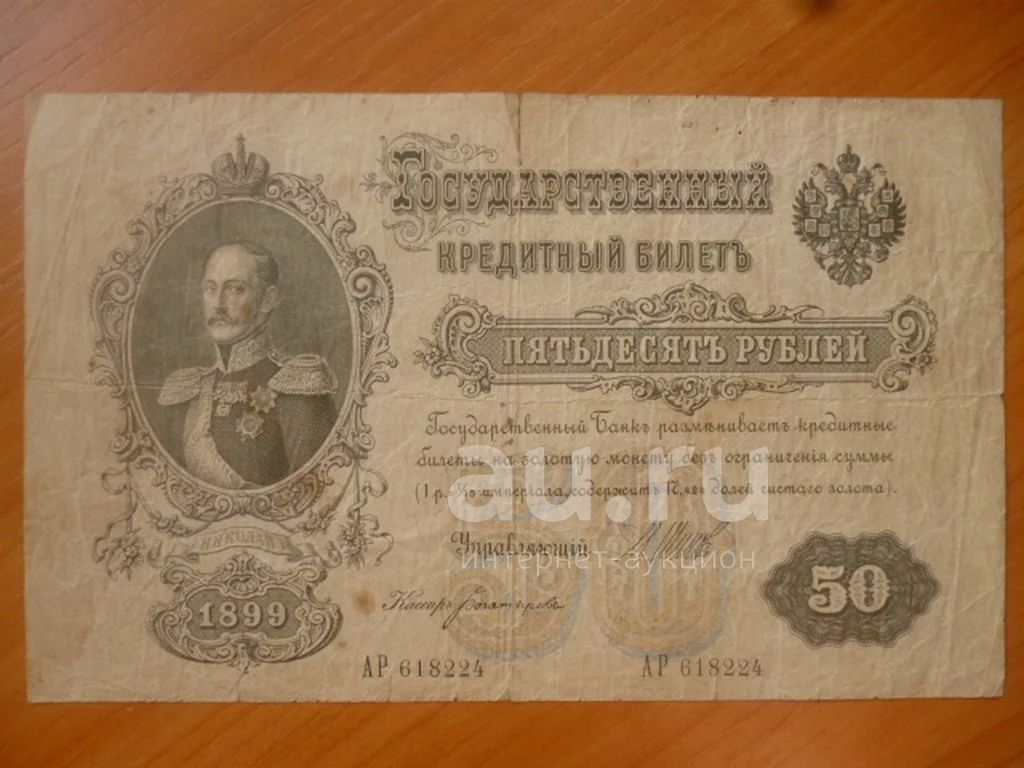 Государственный
кредитный билетъ
ПЯТЬДЕСЯТЪ РУБЛЕЙ
Государственный Банкъ размѣниваетъ кредитные
билеты на золотую монету безъ ограниченія суммы
(1 р.= 1/15 имперіала, содержитъ 17,424 долей чистаго золота).
au.ru
интернет-аукцион
Управляющій
Кассиръ
НИКОЛАЙ I
1899
50
АР 618224
АР 618224